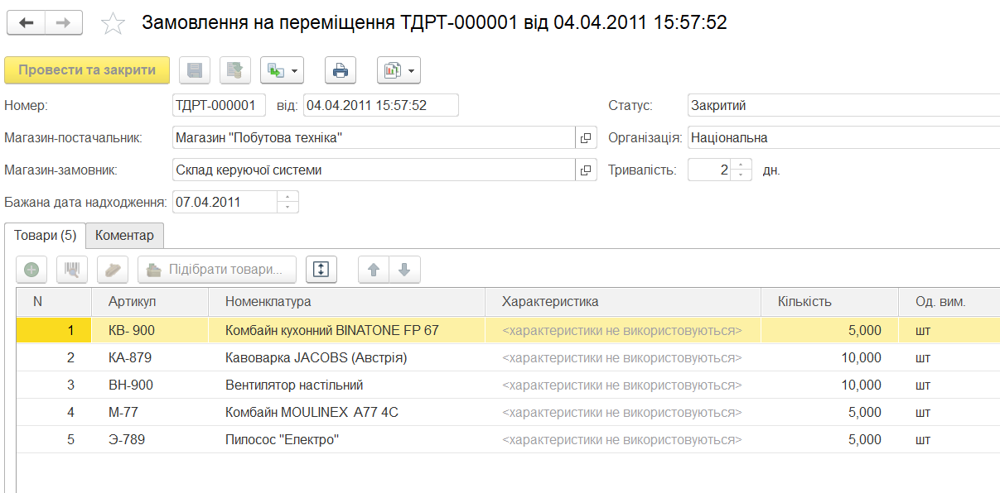 Замовлення на переміщення ТДРТ-000001 від 04.04.2011 15:57:52
Провести та закрити
Номер: ТДРТ-000001 від: 04.04.2011 15:57:52 Статус: Закритий
Магазин-постачальник: Магазин "Побутова техніка" Організація: Національна
Магазин-замовник: Склад керуючої системи Тривалість: 2 дн.
Бажана дата надходження: 07.04.2011
Товари (5) Коментар
Підібрати товари...
N Артикул Номенклатура Характеристика Кількість Од. вим.
1 КВ- 900 Комбайн кухонний BINATONE FP 67 <характеристики не використовуються> 5,000 шт
2 КА-879 Кавоварка JACOBS (Австрія) <характеристики не використовуються> 10,000 шт
3 ВН-900 Вентилятор настільний <характеристики не використовуються> 10,000 шт
4 М-77 Комбайн MOULINEX A77 4C <характеристики не використовуються> 5,000 шт
5 Э-789 Пилосос "Електро" <характеристики не використовуються> 5,000 шт